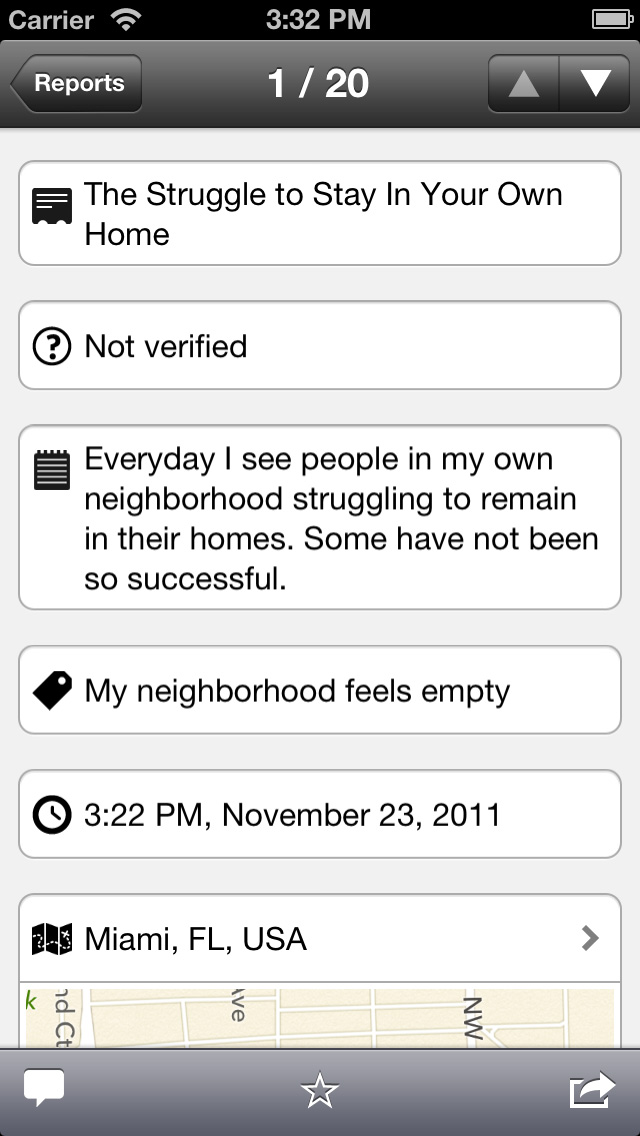 Carrier 3:32 PM
Reports 1 / 20
The Struggle to Stay In Your Own
Home
Not verified
Everyday I see people in my own
neighborhood struggling to remain
in their homes. Some have not been
so successful.
My neighborhood feels empty
3:22 PM, November 23, 2011
Miami, FL, USA
k
nd Ct
Ave
NW